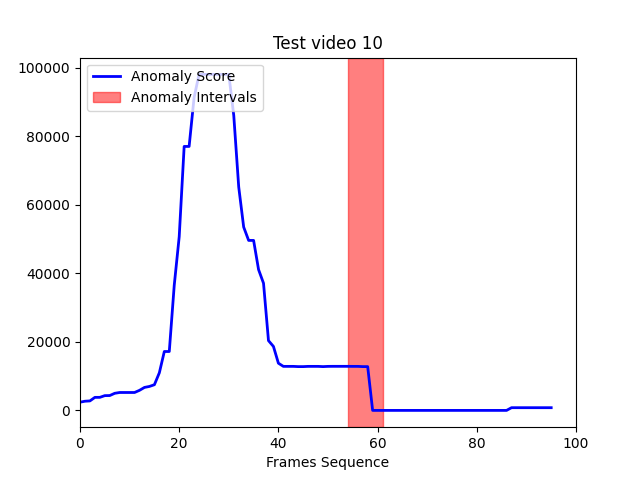 Test video 10
Anomaly Score
Anomaly Intervals
100000
80000
60000
40000
20000
0
0 20 40 60 80 100
Frames Sequence